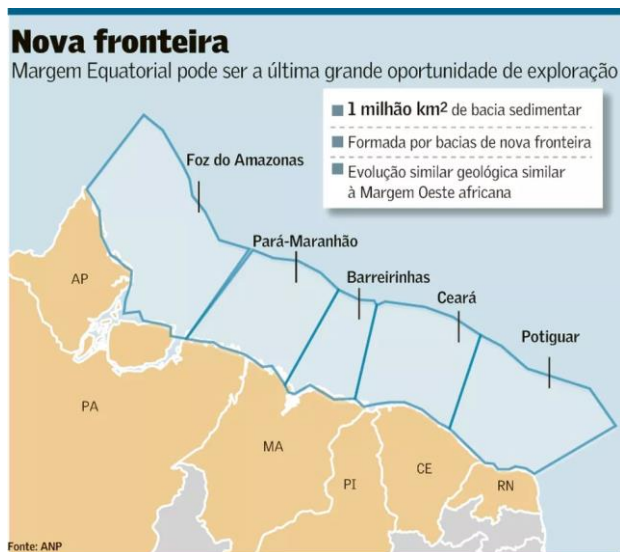 Nova fronteira
Margem Equatorial pode ser a última grande oportunidade de exploração
1 milhão km² de bacia sedimentar
Formada por bacias de nova fronteira
Evolução similar geológica similar
à Margem Oeste africana
Foz do Amazonas
Pará-Maranhão
Barreirinhas
Ceará
Potiguar
AP
PA
MA
PI
CE
RN
Fonte: ANP